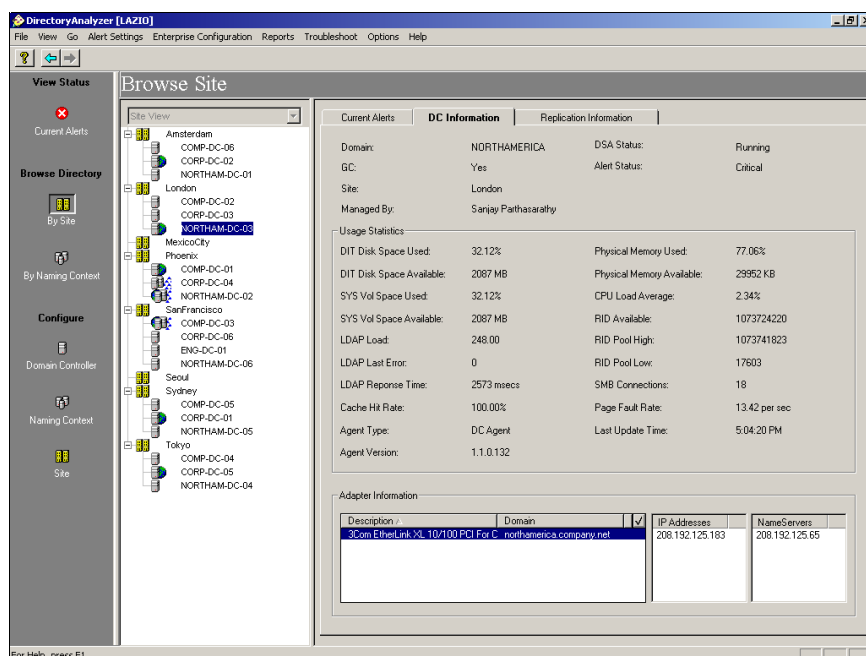 DirectoryAnalyzer [LAZIO]
File View Go Alert Settings Enterprise Configuration Reports Troubleshoot Options Help
View Status
Browse Site
Current Alerts
Browse Directory
By Site
By Naming Context
Configure
Domain Controller
Naming Context
Site
Site View
Amsterdam
COMP-DC-06
CORP-DC-02
NORTHAM-DC-01
London
COMP-DC-02
CORP-DC-03
NORTHAM-DC-03
MexicoCity
Phoenix
COMP-DC-01
CORP-DC-04
NORTHAM-DC-02
SanFrancisco
COMP-DC-03
CORP-DC-06
ENG-DC-01
NORTHAM-DC-06
Seoul
Sydney
COMP-DC-05
CORP-DC-01
NORTHAM-DC-05
Tokyo
COMP-DC-04
CORP-DC-05
NORTHAM-DC-04
Current Alerts DC Information Replication Information
Domain: NORTHAMERICA DSA Status: Running
GC: Yes Alert Status: Critical
Site: London
Managed By: Sanjay Parthasarathy
Usage Statistics
DIT Disk Space Used: 32.12% Physical Memory Used: 77.06%
DIT Disk Space Available: 2087 MB Physical Memory Available: 29952 KB
SYS Vol Space Used: 32.12% CPU Load Average: 2.34%
SYS Vol Space Available: 2087 MB RID Available: 1073724220
LDAP Load: 248.00 RID Pool High: 1073741823
LDAP Last Error: 0 RID Pool Low: 17603
LDAP Reponse Time: 2573 msecs SMB Connections: 18
Cache Hit Rate: 100.00% Page Fault Rate: 13.42 per sec
Agent Type: DC Agent Last Update Time: 5:04:20 PM
Agent Version: 1.1.0.132
Adapter Information
Description Domain IP Addresses NameServers
3Com EtherLink XL 10/100 PCI For C northamerica.company.net 208.192.125.183 208.192.125.65
For Help, press F1